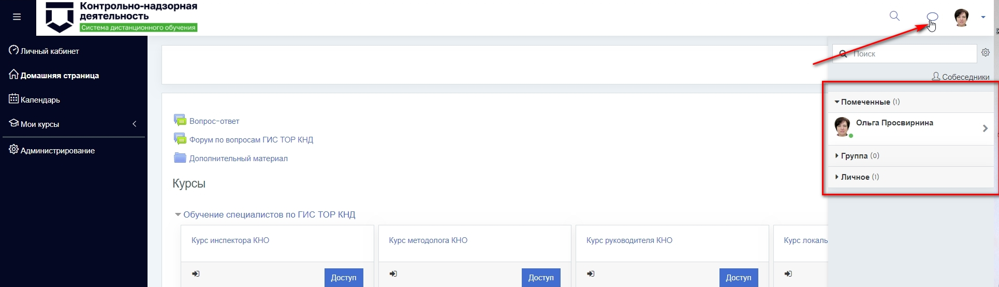 Контрольно-надзорная
деятельность
Система дистанционного обучения
Личный кабинет
Домашняя страница
Календарь
Мои курсы
Администрирование
Вопрос-ответ
Форум по вопросам ГИС ТОР КНД
Дополнительный материал
Курсы
Обучение специалистов по ГИС ТОР КНД
Курс инспектора КНО
Доступ
Курс методолога КНО
Доступ
Курс руководителя КНО
Доступ
Курс локаль
Поиск
Собеседники
Помеченные (1)
Ольга Просвирнина
Группа (0)
Личное (1)